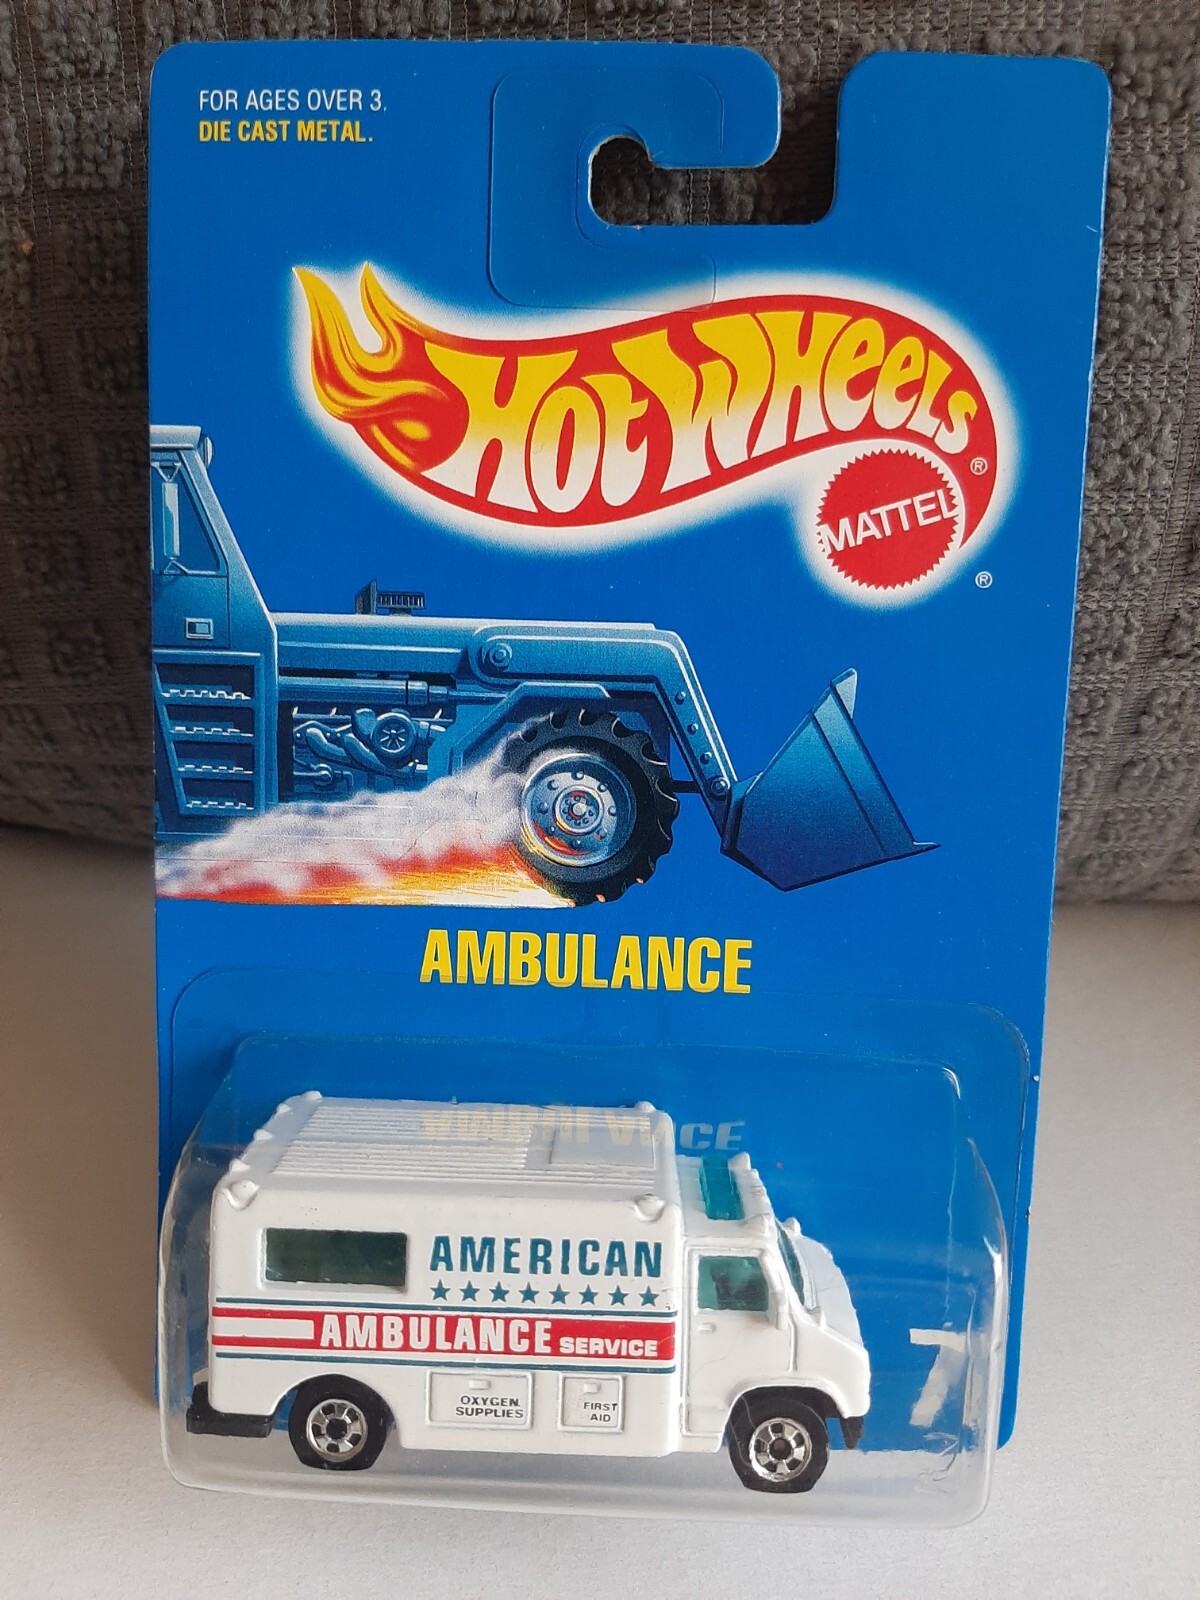 FOR AGES OVER 3.
DIE CAST METAL.
HOT WHEELS ®
MATTEL
®
AMBULANCE
AMERICAN
AMBULANCE SERVICE
OXYGEN
SUPPLIES
FIRST
AID